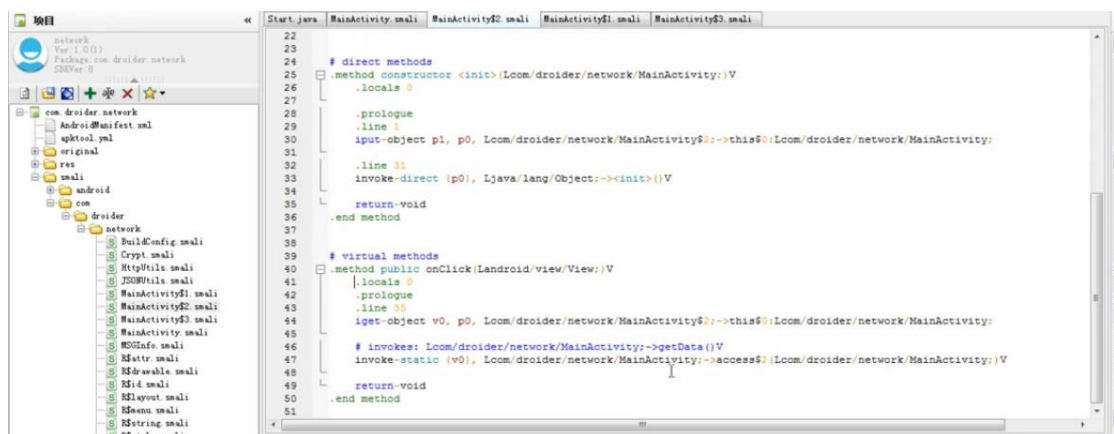 项目
network
Ver:1.0(1)
Package:com.droider.network
SDKVer:8
com.droider.network
AndroidManifest.xml
apktool.yml
original
res
smali
android
com
droider
network
BuildConfig.smali
Crypt.smali
HttpUtils.smali
JSONUtils.smali
MainActivity$1.smali
MainActivity$2.smali
MainActivity$3.smali
MainActivity.smali
MSGInfo.smali
R$attr.smali
R$drawable.smali
R$id.smali
R$layout.smali
R$menu.smali
R$string.smali
Start.java MainActivity.smali MainActivity$2.smali MainActivity$1.smali MainActivity$3.smali
22
23
24 # direct methods
25 .method constructor <init>(Lcom/droider/network/MainActivity;)V
26 .locals 0
27
28 .prologue
29 .line 1
30 iput-object p1, p0, Lcom/droider/network/MainActivity$2;->this$0:Lcom/droider/network/MainActivity;
31
32 .line 31
33 invoke-direct {p0}, Ljava/lang/Object;-><init>()V
34
35 return-void
36 .end method
37
38
39 # virtual methods
40 .method public onClick(Landroid/view/View;)V
41 .locals 0
42 .prologue
43 .line 35
44 iget-object v0, p0, Lcom/droider/network/MainActivity$2;->this$0:Lcom/droider/network/MainActivity;
45
46 # invokes: Lcom/droider/network/MainActivity;->getData()V
47 invoke-static {v0}, Lcom/droider/network/MainActivity;->access$2(Lcom/droider/network/MainActivity;)V
48
49 return-void
50 .end method
51